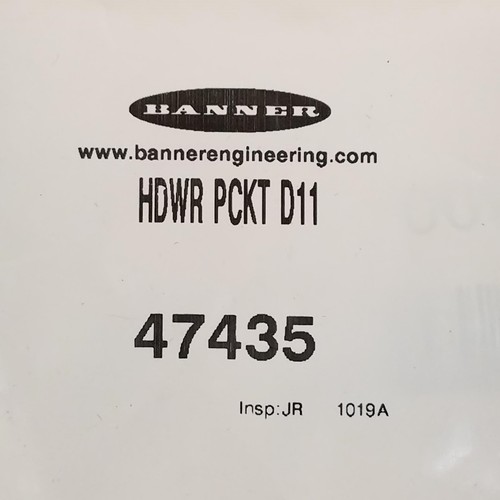 BANNER
www.bannerengineering.com
HDWR PCKT D11
47435
Insp:JR 1019A